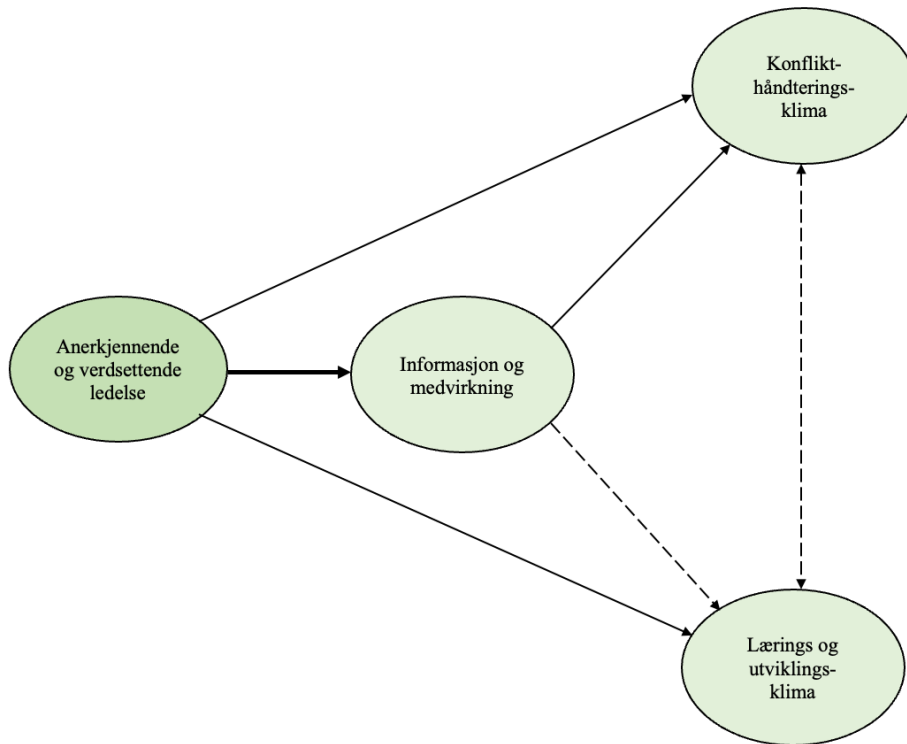 Konflikt-
håndterings-
klima
Anerkjennende
og verdsettende
ledelse
Informasjon og
medvirkning
Lærings og
utviklings-
klima